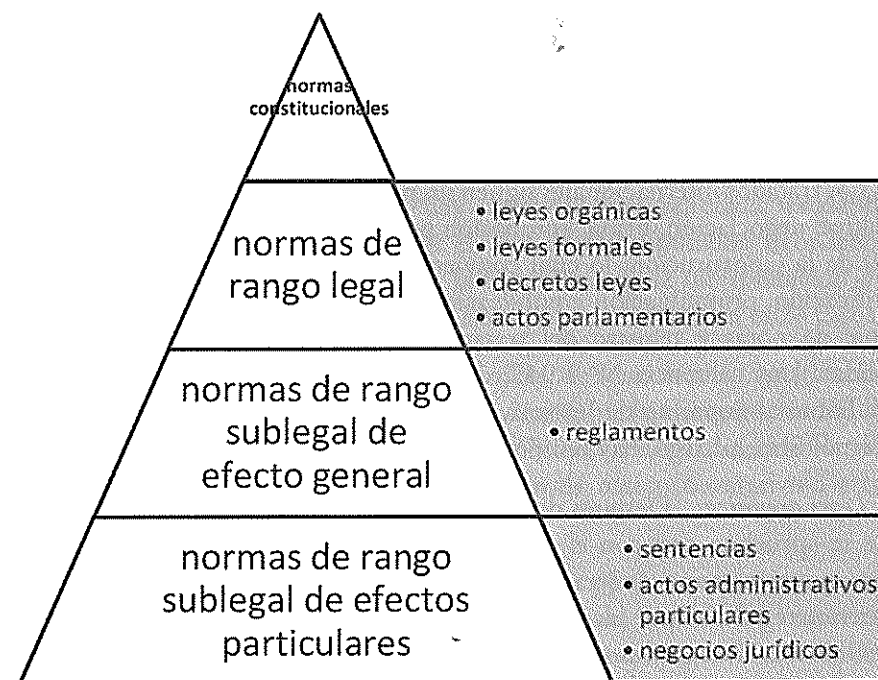 normas
constitucionales
normas de
rango legal
• leyes orgánicas
• leyes formales
• decretos leyes
• actos parlamentarios
normas de rango
sublegal de
efecto general
• reglamentos
normas de rango
sublegal de efectos
particulares
• sentencias
• actos administrativos
particulares
• negocios jurídicos